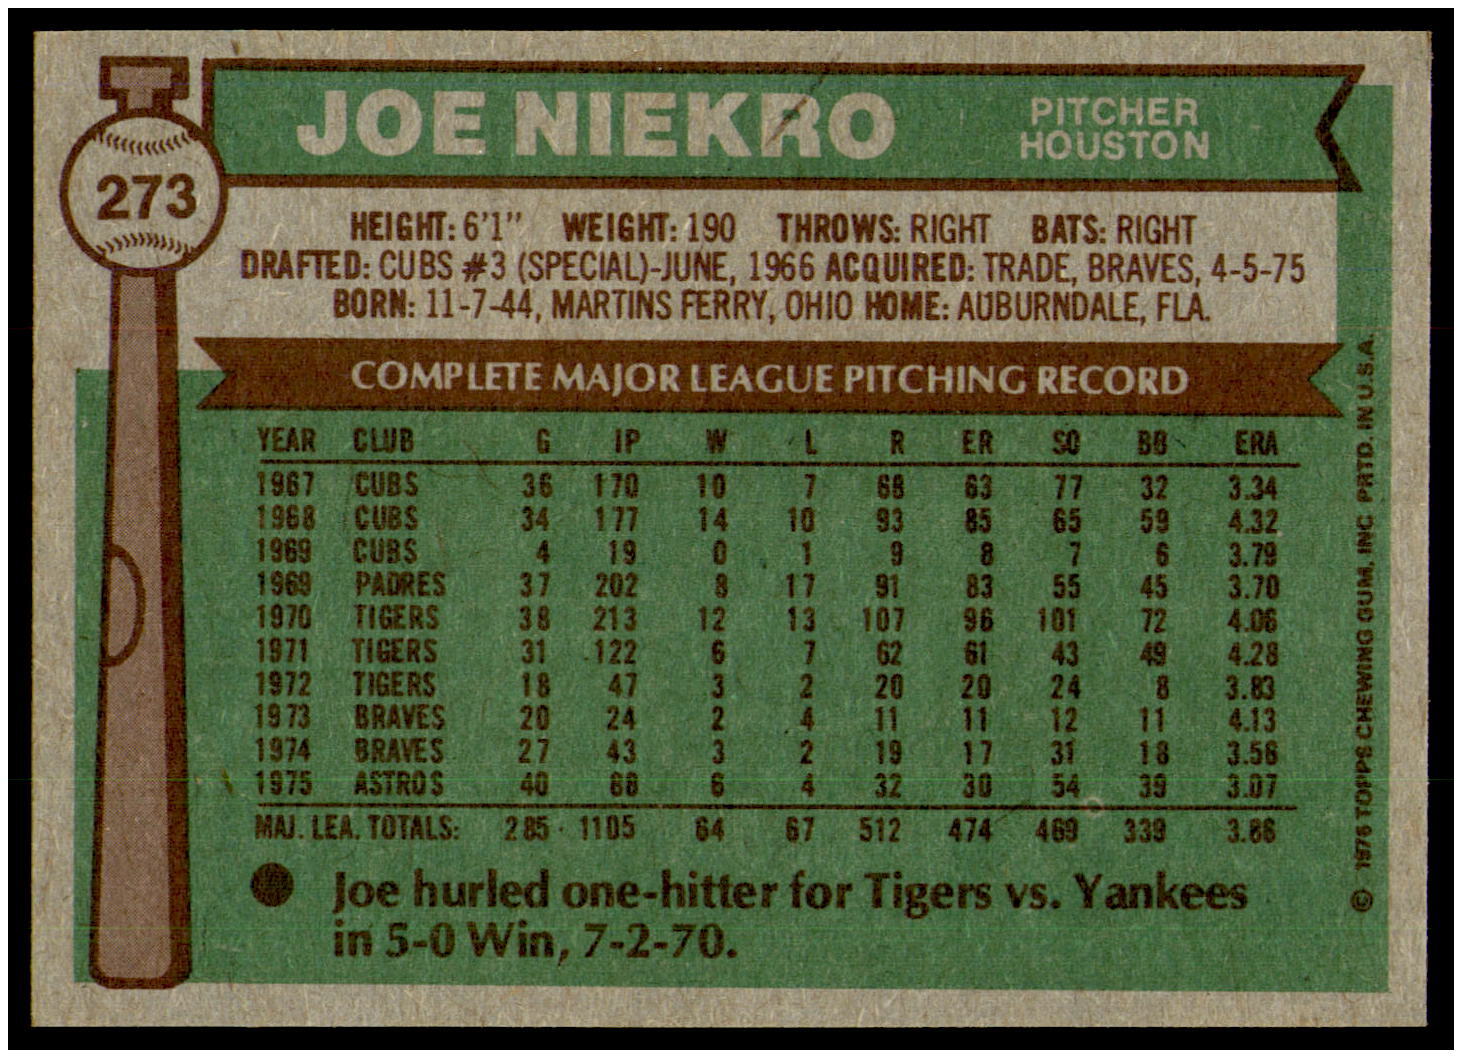 JOE NIEKRO
PITCHER
HOUSTON
273
HEIGHT: 6'1" WEIGHT: 190 THROWS: RIGHT BATS: RIGHT
DRAFTED: CUBS #3 (SPECIAL)-JUNE, 1966 ACQUIRED: TRADE, BRAVES, 4-5-75
BORN: 11-7-44, MARTINS FERRY, OHIO HOME: AUBURNDALE, FLA.
COMPLETE MAJOR LEAGUE PITCHING RECORD
YEAR CLUB G IP W L R ER SO BB ERA
1967 CUBS 36 170 10 7 68 63 77 32 3.34
1968 CUBS 34 177 14 10 93 85 65 59 4.32
1969 CUBS 4 19 0 1 9 8 7 6 3.79
1969 PADRES 37 202 8 17 91 83 55 45 3.70
1970 TIGERS 38 213 12 13 107 96 101 72 4.06
1971 TIGERS 31 122 6 7 62 61 43 49 4.28
1972 TIGERS 18 47 3 2 20 20 24 8 3.83
1973 BRAVES 20 24 2 4 11 11 12 11 4.13
1974 BRAVES 27 43 3 2 19 17 31 18 3.56
1975 ASTROS 40 88 6 4 32 30 54 39 3.07
MAJ. LEA. TOTALS: 285 1105 64 67 512 474 469 339 3.86
Joe hurled one-hitter for Tigers vs. Yankees
in 5-0 Win, 7-2-70.
© 1976 TOPPS CHEWING GUM, INC. PRTD. IN U.S.A.